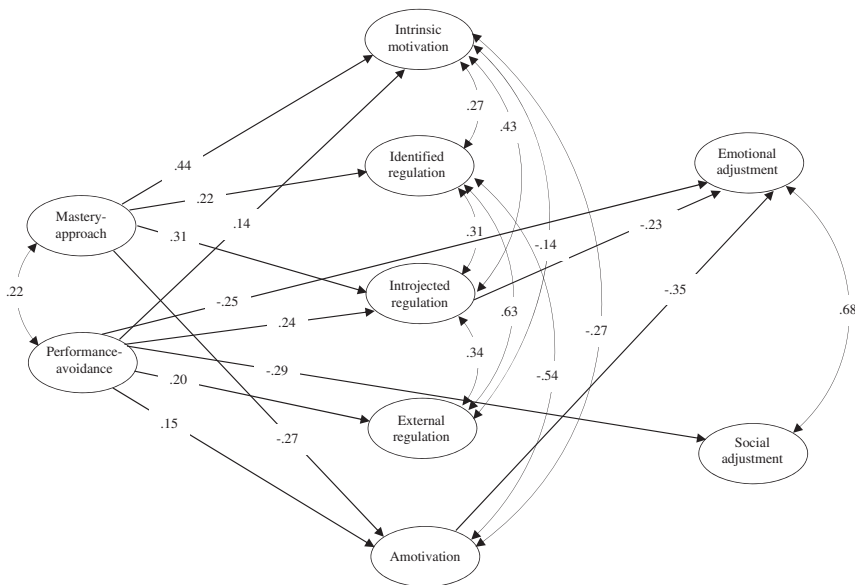 Intrinsic
motivation
.27
.43
Identified
regulation
Emotional
adjustment
.44
.22
Mastery-
approach
.31
.14
.31
-.14
-.23
Introjected
regulation
.22
-.25
-.35
.63
.68
.24
-.27
Performance-
avoidance
.34
-.29
-.54
.20
.15
External
regulation
-.27
Social
adjustment
Amotivation